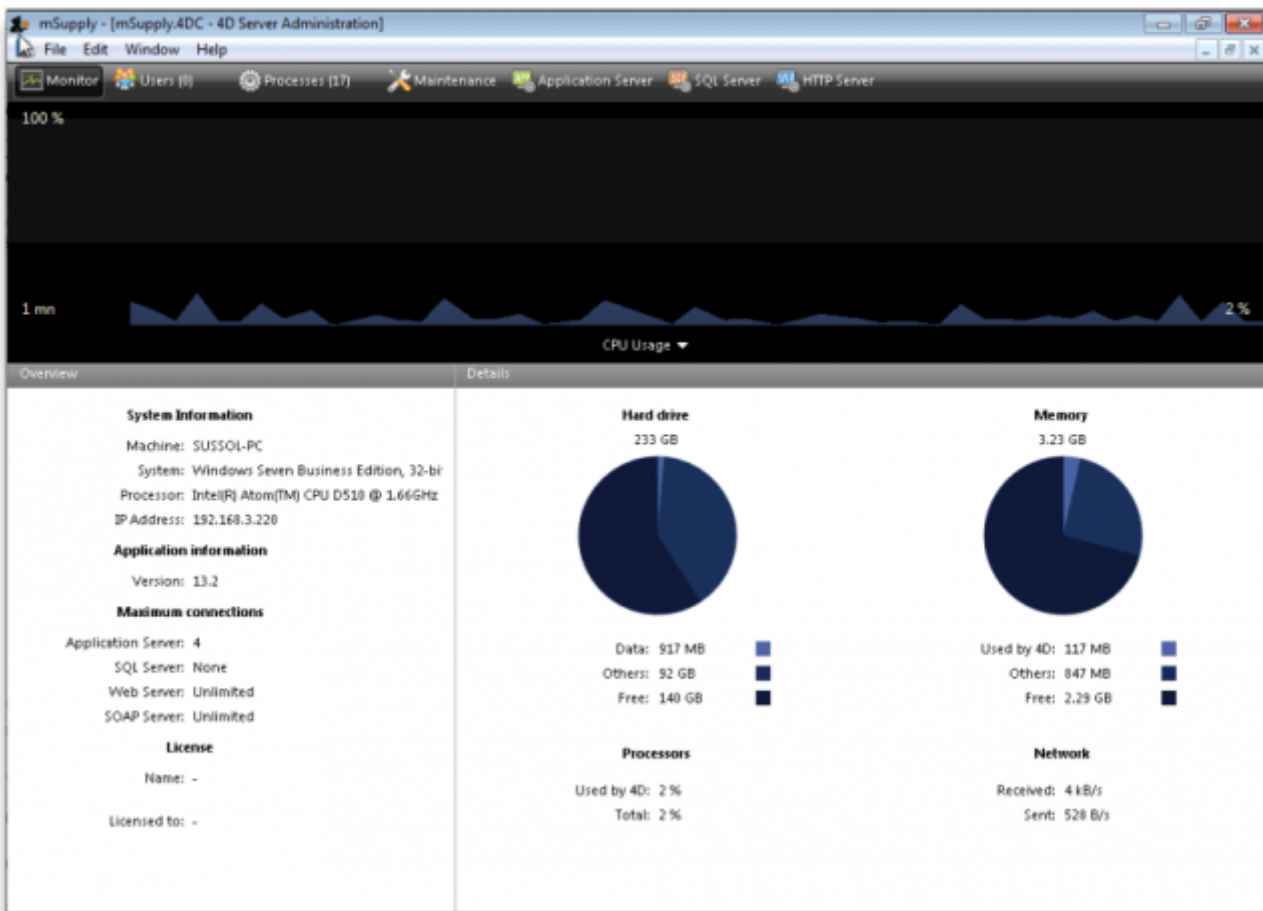 mSupply - [mSupply.4DC - 4D Server Administration]
File Edit Window Help
Monitor Users (0) Processes (17) Maintenance Application Server SQL Server HTTP Server
100 %
1 mn
2 %
CPU Usage
Overview
System Information
Machine: SUSSOL-PC
System: Windows Seven Business Edition, 32-bi
Processor: Intel(R) Atom(TM) CPU D510 @ 1.66GHz
IP Address: 192.168.3.220
Application information
Version: 13.2
Maximum connections
Application Server: 4
SQL Server: None
Web Server: Unlimited
SOAP Server: Unlimited
License
Name: -
Licensed to: -
Details
Hard drive
233 GB
Data: 917 MB
Others: 92 GB
Free: 140 GB
Memory
3.23 GB
Used by 4D: 117 MB
Others: 847 MB
Free: 2.29 GB
Processors
Used by 4D: 2 %
Total: 2 %
Network
Received: 4 kB/s
Sent: 528 B/s